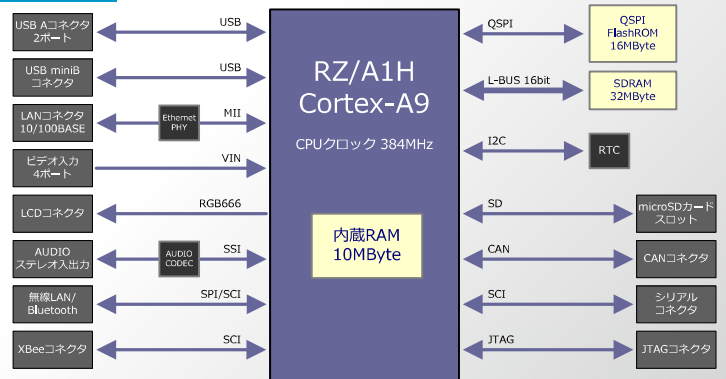 USB Aコネクタ
2ポート
USB
USB miniB
コネクタ
USB
LANコネクタ
10/100BASE
Ethernet
PHY
MII
ビデオ入力
4ポート
VIN
LCDコネクタ
RGB666
AUDIO
ステレオ入出力
AUDIO
CODEC
SSI
無線LAN/
Bluetooth
SPI/SCI
XBeeコネクタ
SCI
RZ/A1H
Cortex-A9
CPUクロック 384MHz
内蔵RAM
10MByte
QSPI
QSPI
FlashROM
16MByte
L-BUS 16bit
SDRAM
32MByte
I2C
RTC
SD
microSDカード
スロット
CAN
CANコネクタ
SCI
シリアル
コネクタ
JTAG
JTAGコネクタ